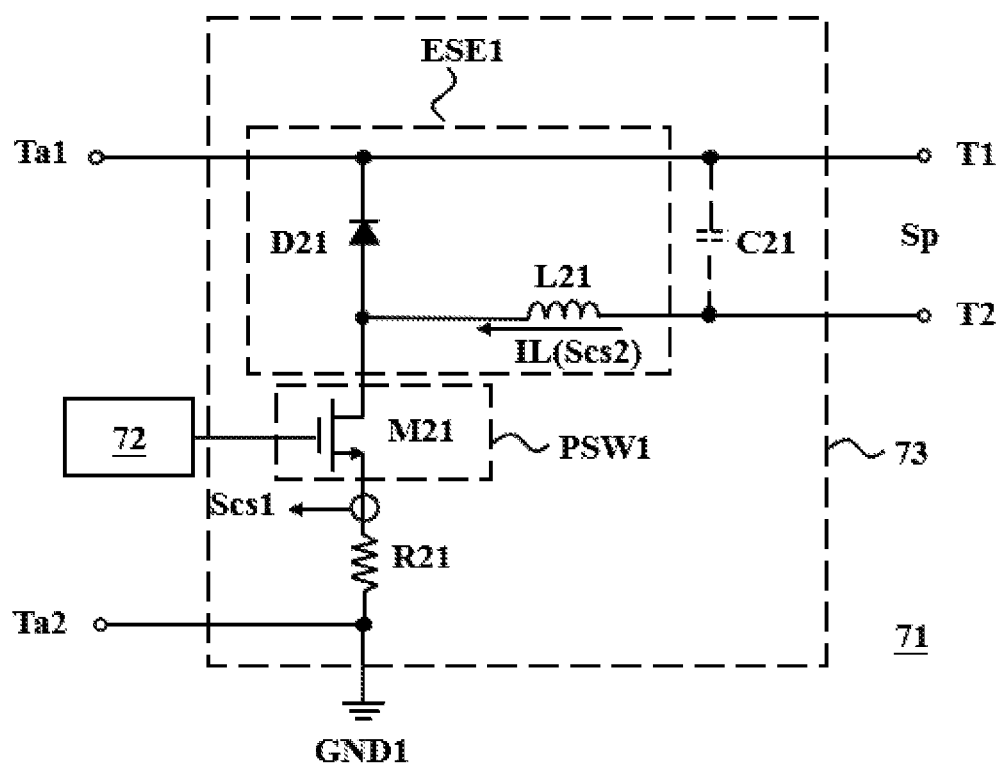 ESE1
Ta1
T1
D21
C21
Sp
L21
T2
IL(Scs2)
72
M21
PSW1
73
Scs1
R21
Ta2
71
GND1